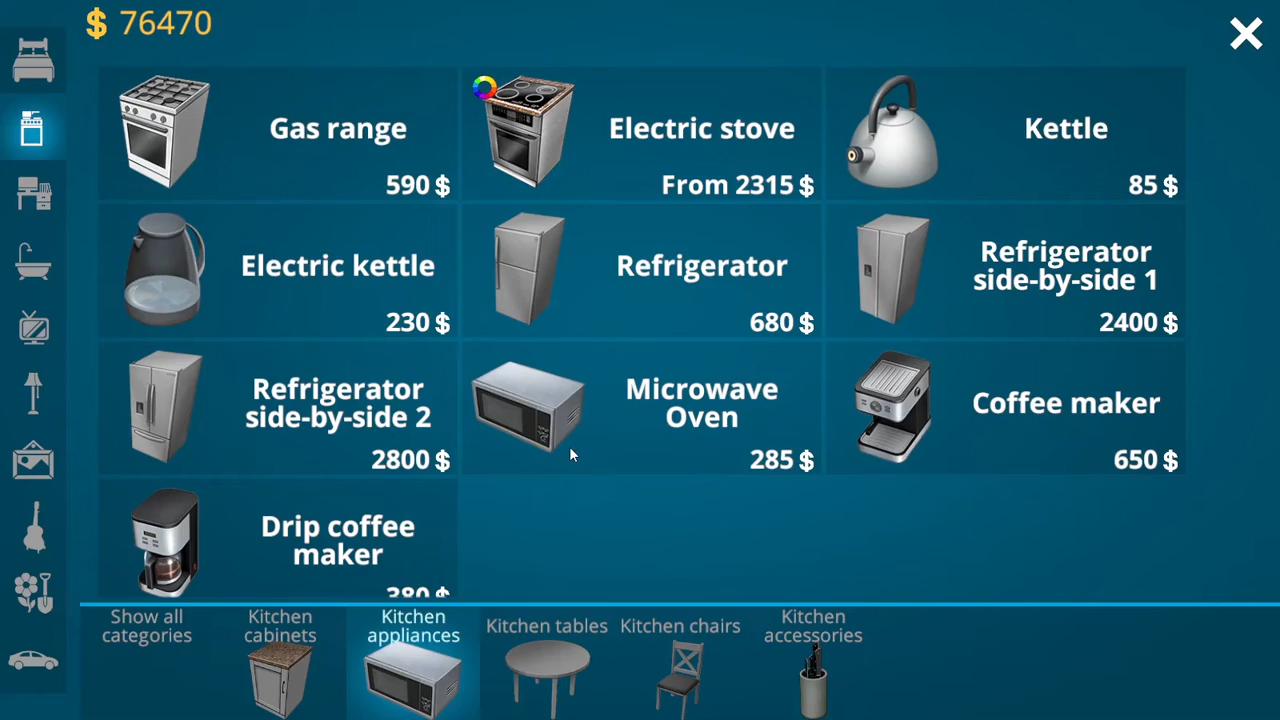 $ 76470
Gas range
590 $
Electric stove
From 2315 $
Kettle
85 $
Electric kettle
230 $
Refrigerator
680 $
Refrigerator
side-by-side 1
2400 $
Refrigerator
side-by-side 2
2800 $
Microwave
Oven
285 $
Coffee maker
650 $
Drip coffee
maker
380 $
Show all
categories
Kitchen
cabinets
Kitchen
appliances
Kitchen tables
Kitchen chairs
Kitchen
accessories